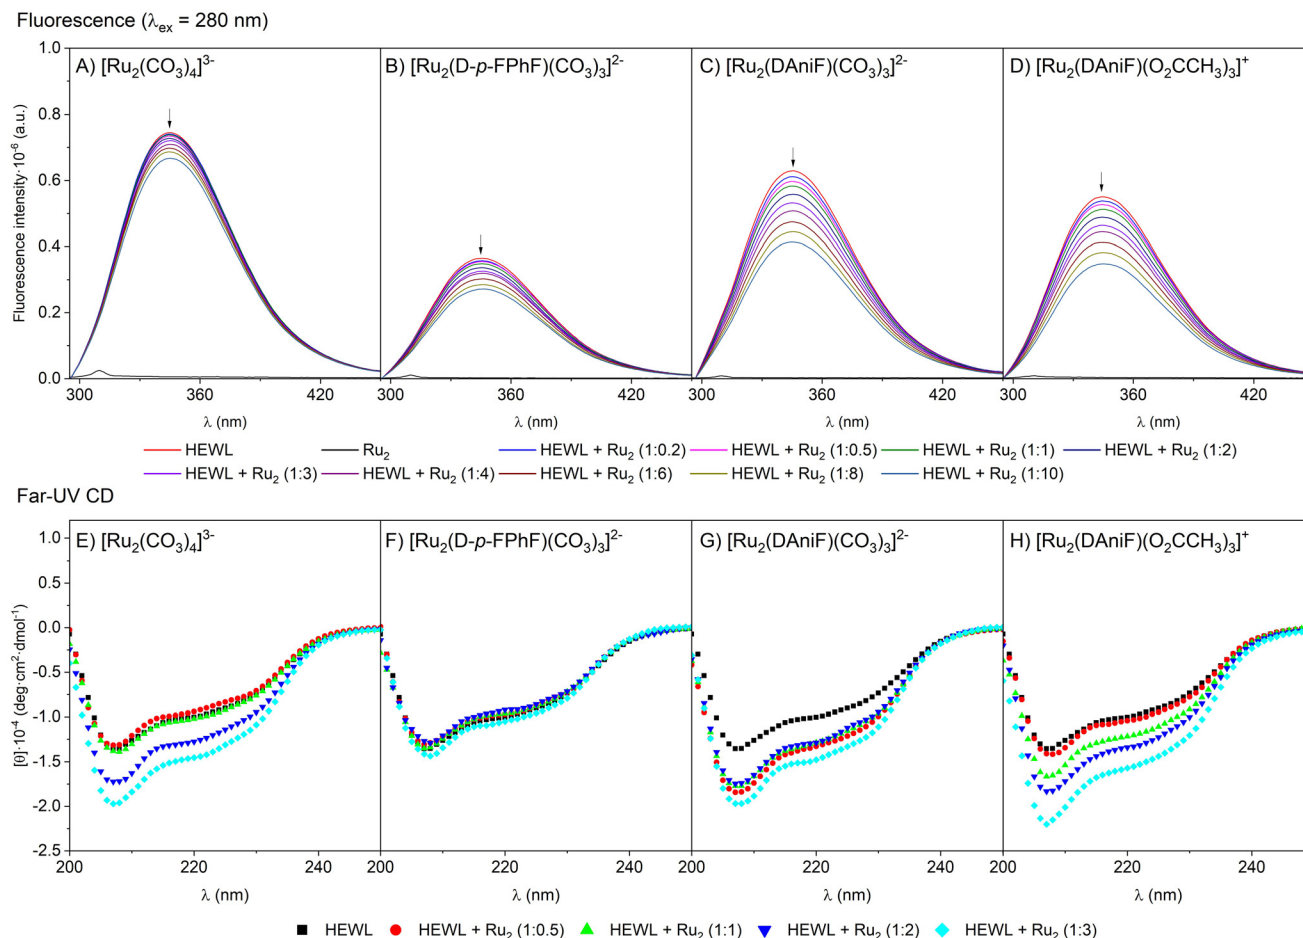 Fluorescence (λex = 280 nm)
A) [Ru2(CO3)4]3-
B) [Ru2(D-p-FPhF)(CO3)3]2-
C) [Ru2(DAniF)(CO3)3]2-
D) [Ru2(DAniF)(O2CCH3)3]+
Fluorescence intensity·10-6 (a.u.)
1.0
0.8
0.6
0.4
0.2
0.0
300 360 420 300 360 420 300 360 420 300 360 420
λ (nm) λ (nm) λ (nm) λ (nm)
HEWL Ru2 HEWL + Ru2 (1:0.2) HEWL + Ru2 (1:0.5) HEWL + Ru2 (1:1) HEWL + Ru2 (1:2)
HEWL + Ru2 (1:3) HEWL + Ru2 (1:4) HEWL + Ru2 (1:6) HEWL + Ru2 (1:8) HEWL + Ru2 (1:10)
Far-UV CD
E) [Ru2(CO3)4]3-
F) [Ru2(D-p-FPhF)(CO3)3]2-
G) [Ru2(DAniF)(CO3)3]2-
H) [Ru2(DAniF)(O2CCH3)3]+
[θ]·10-4 (deg·cm2·dmol-1)
1.0
0.5
0.0
-0.5
-1.0
-1.5
-2.0
-2.5
200 220 240 200 220 240 200 220 240 200 220 240
λ (nm) λ (nm) λ (nm) λ (nm)
HEWL HEWL + Ru2 (1:0.5) HEWL + Ru2 (1:1) HEWL + Ru2 (1:2) HEWL + Ru2 (1:3)